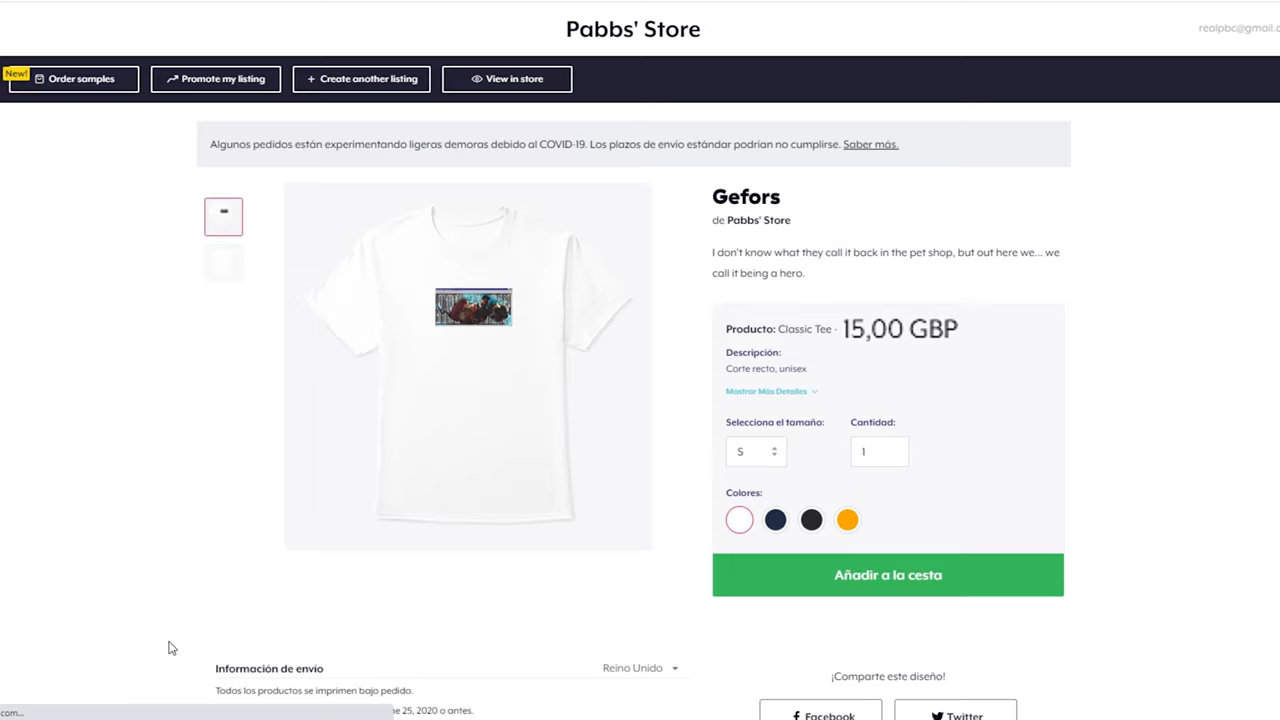 Pabbs' Store
realpbc@gmail.c
New!
Order samples
Promote my listing
+ Create another listing
View in store
Algunos pedidos están experimentando ligeras demoras debido al COVID-19. Los plazos de envío estándar podrían no cumplirse. Saber más.
Gefors
de Pabbs' Store
I don't know what they call it back in the pet shop, but out here we... we
call it being a hero.
Producto: Classic Tee · 15,00 GBP
Descripción:
Corte recto, unisex
Mostrar Más Detalles
Selecciona el tamaño:
Cantidad:
S
1
Colores:
Añadir a la cesta
Información de envío
Reino Unido
Todos los productos se imprimen bajo pedido.
25, 2020 o antes.
¡Comparte este diseño!
Facebook
Twitter
com...